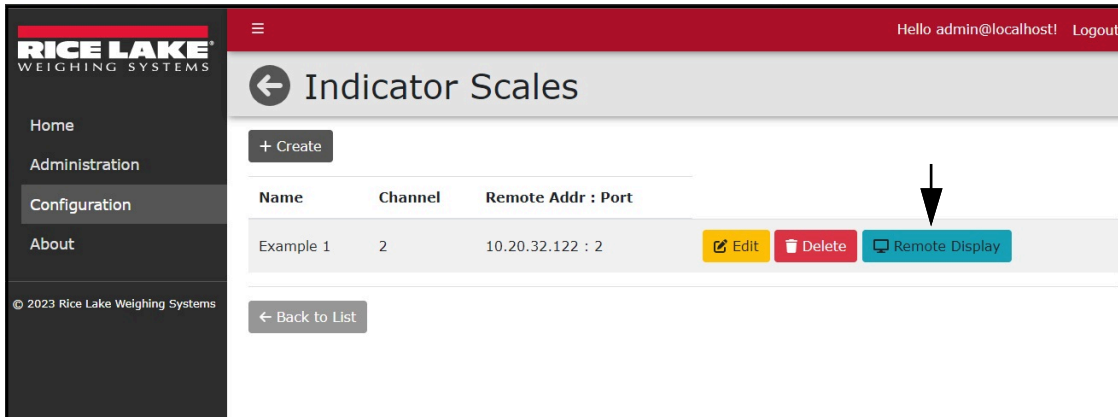 RICE LAKE
WEIGHING SYSTEMS
Home
Administration
Configuration
About
© 2023 Rice Lake Weighing Systems
Hello admin@localhost! Logout
Indicator Scales
+ Create
Name Channel Remote Addr : Port
Example 1 2 10.20.32.122 : 2 Edit Delete Remote Display
← Back to List